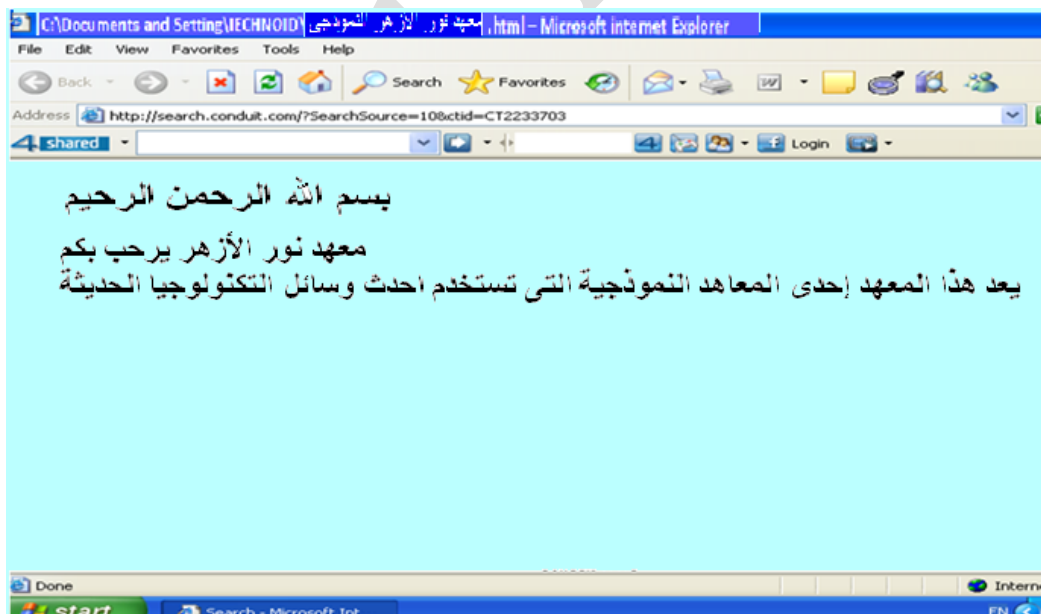 C:\Documents and Setting\IECHNOID\معهد نور الأزهر النموذجى .html – Microsoft internet Explorer
File Edit View Favorites Tools Help
Back Search Favorites
Address http://search.conduit.com/?SearchSource=10&ctid=CT2233703
4 shared Login
بسم الله الرحمن الرحيم
معهد نور الأزهر يرحب بكم
يعد هذا المعهد إحدى المعاهد النموذجية التى تستخدم احدث وسائل التكنولوجيا الحديثة
Done Intern
start Search - Microsoft Int... EN